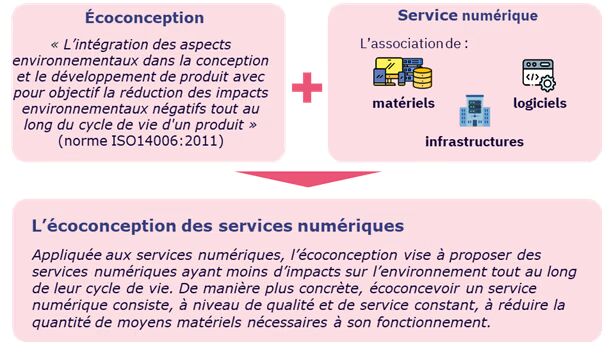 Écoconception
« L’intégration des aspects
environnementaux dans la conception
et le développement de produit avec
pour objectif la réduction des impacts
environnementaux négatifs tout au
long du cycle de vie d'un produit »
(norme ISO14006:2011)
Service numérique
L’association de :
matériels
logiciels
infrastructures
L’écoconception des services numériques
Appliquée aux services numériques, l’écoconception vise à proposer des
services numériques ayant moins d’impacts sur l’environnement tout au long
de leur cycle de vie. De manière plus concrète, écoconcevoir un service
numérique consiste, à niveau de qualité et de service constant, à réduire la
quantité de moyens matériels nécessaires à son fonctionnement.